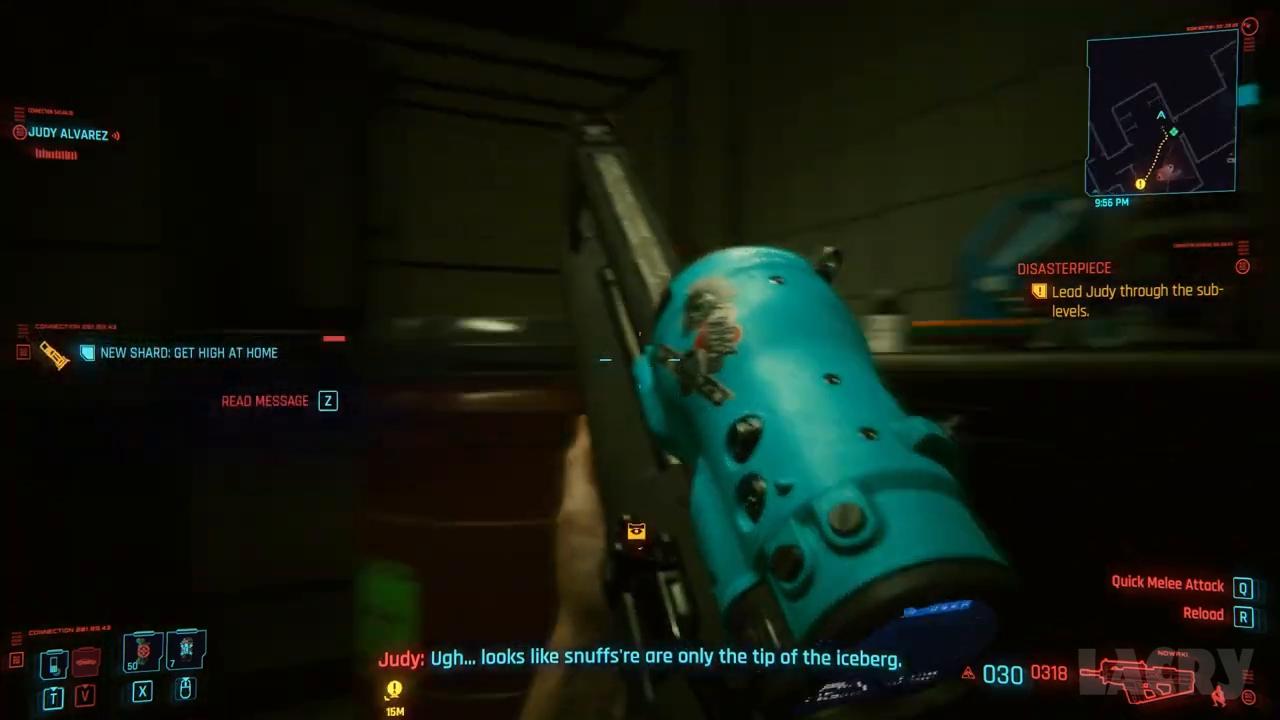 JUDY ALVAREZ
9:56 PM
DISASTERPIECE
Lead Judy through the sub-
levels.
NEW SHARD: GET HIGH AT HOME
READ MESSAGE Z
Quick Melee Attack Q
Reload R
Judy: Ugh... looks like snuffs're are only the tip of the iceberg.
15M
50
7
T
V
X
030 0318
NOWAKI
LACRY